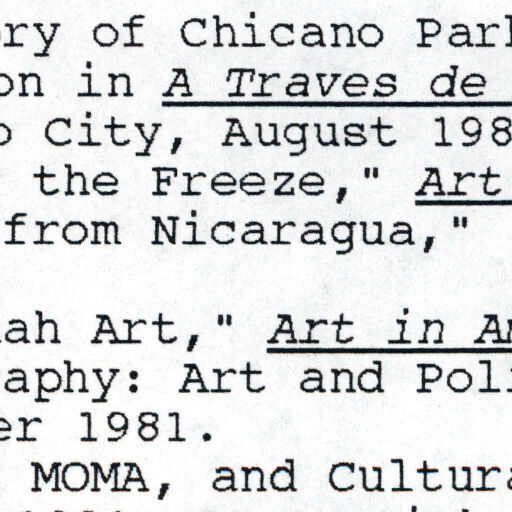 ory of Chicano Park
on in A Traves de
o City, August 198
the Freeze," Art
from Nicaragua,"
ah Art," Art in A
aphy: Art and Poli
er 1981.
MOMA, and Cultura